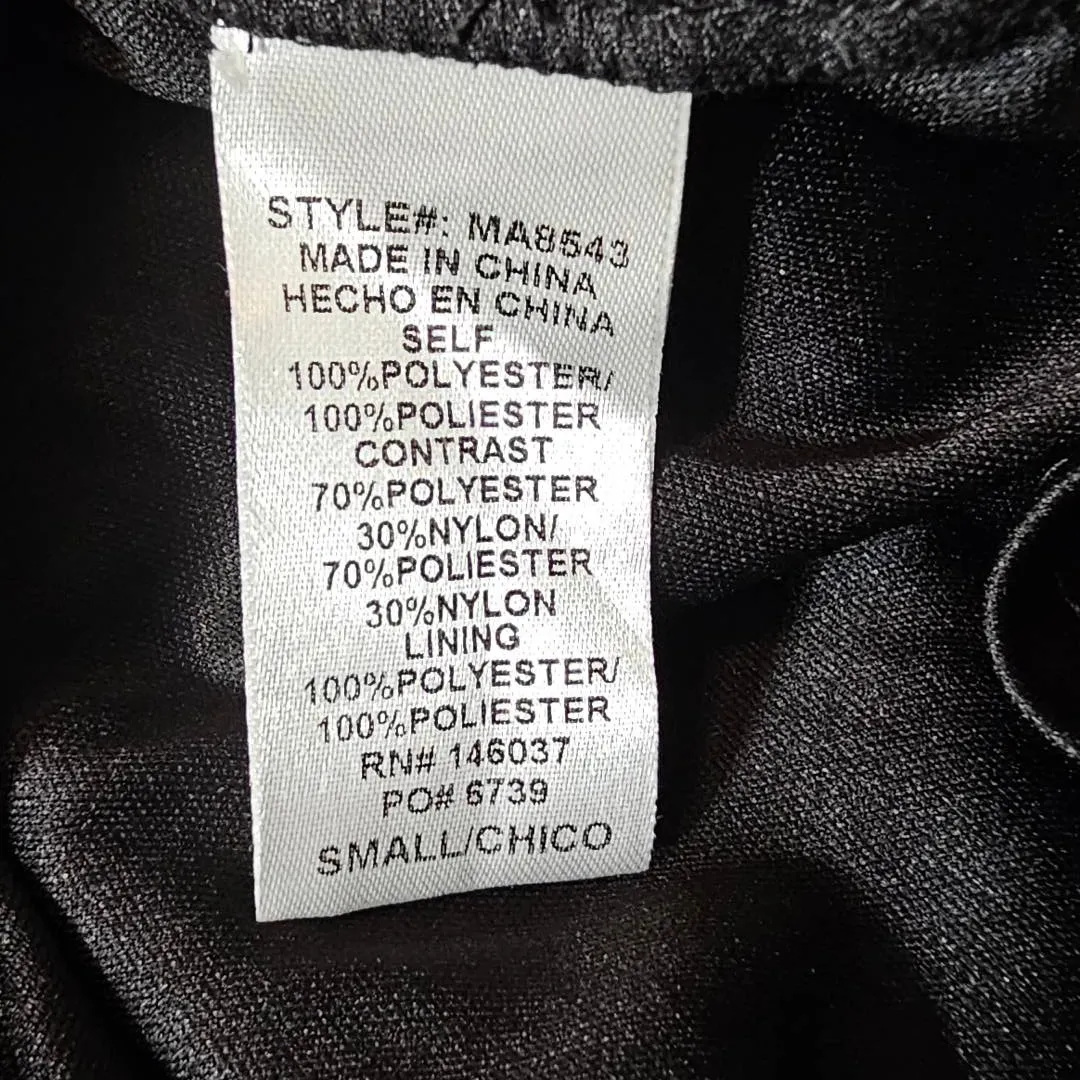 STYLE#: MA8543
MADE IN CHINA
HECHO EN CHINA
SELF
100%POLYESTER/
100%POLIESTER
CONTRAST
70%POLYESTER
30%NYLON/
70%POLIESTER
30%NYLON
LINING
100%POLYESTER/
100%POLIESTER
RN# 146037
PO# 6739
SMALL/CHICO